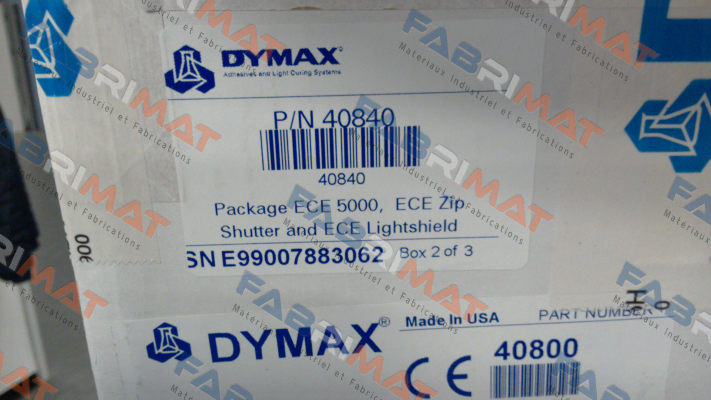 DYMAX®
Adhesives and Light Curing Systems
P/N 40840
40840
Package ECE 5000, ECE Zip
Shutter and ECE Lightshield
SN E99007883062 Box 2 of 3
DYMAX® Made In USA PART NUMBER
CE 40800
FABRIMAT
Materiaux Industriel et Fabrications